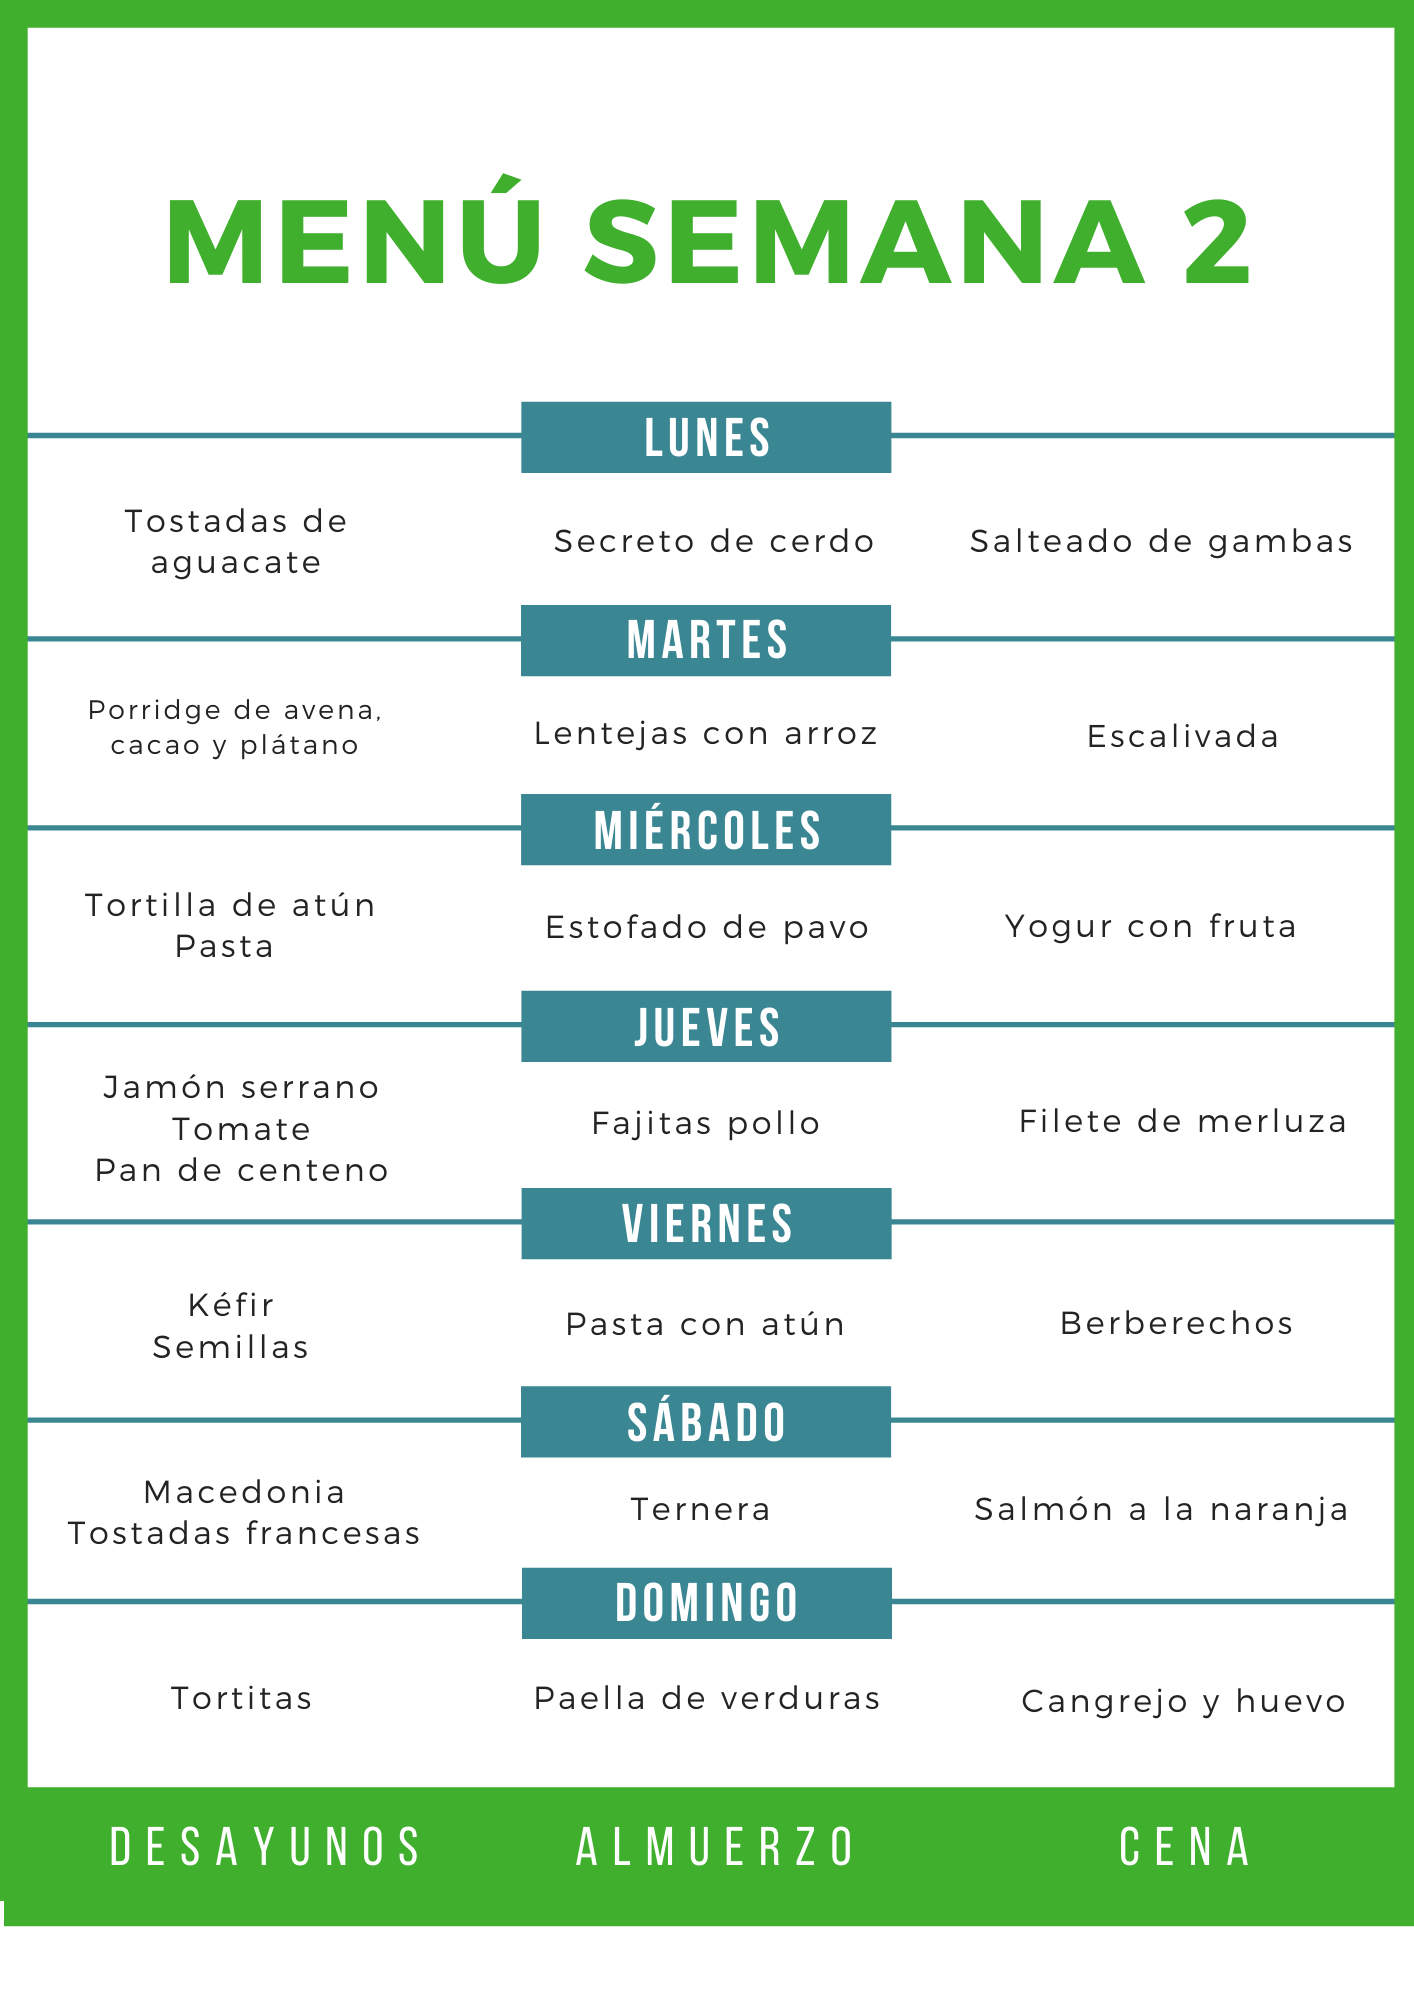 MENÚ SEMANA 2
LUNES
Tostadas de
aguacate
Secreto de cerdo
Salteado de gambas
MARTES
Porridge de avena,
cacao y plátano
Lentejas con arroz
Escalivada
MIÉRCOLES
Tortilla de atún
Pasta
Estofado de pavo
Yogur con fruta
JUEVES
Jamón serrano
Tomate
Pan de centeno
Fajitas pollo
Filete de merluza
VIERNES
Kéfir
Semillas
Pasta con atún
Berberechos
SÁBADO
Macedonia
Tostadas francesas
Ternera
Salmón a la naranja
DOMINGO
Tortitas
Paella de verduras
Cangrejo y huevo
DESAYUNOS
ALMUERZO
CENA